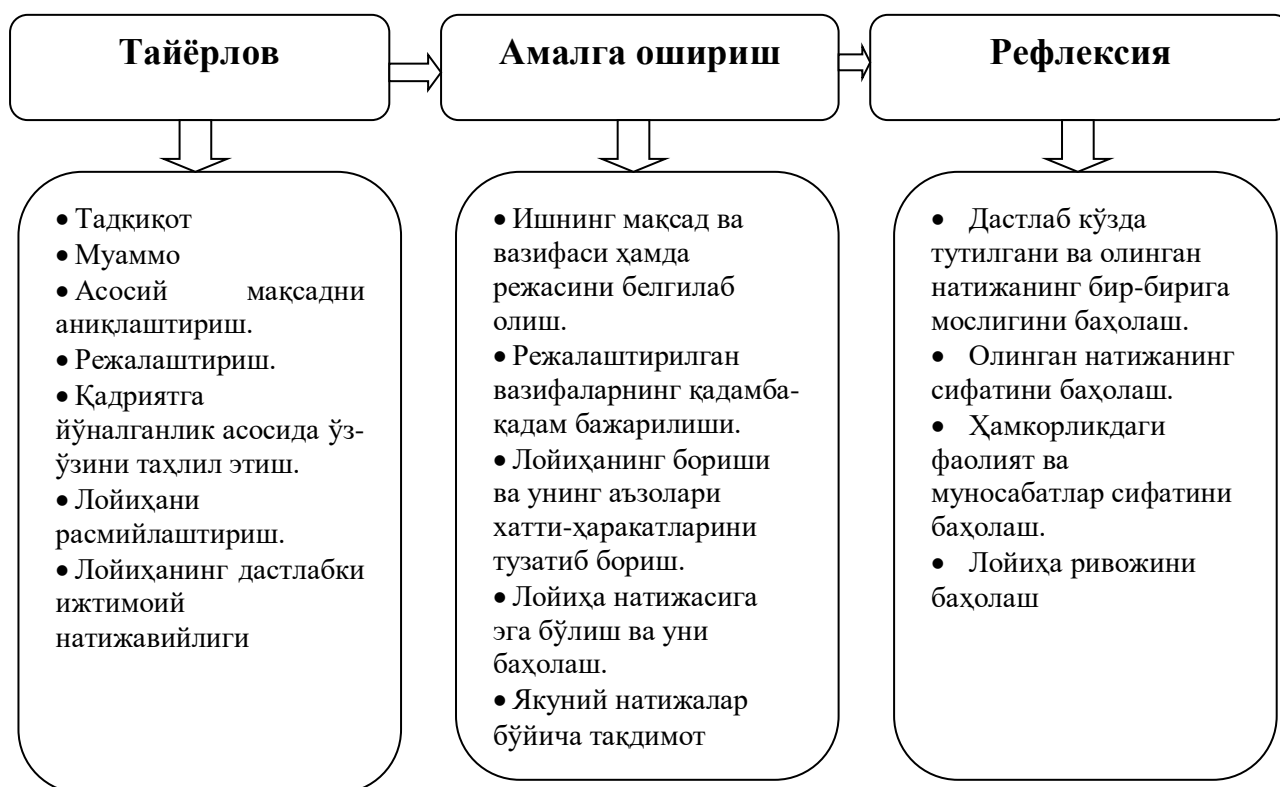 Тайёрлов
Амалга ошириш
Рефлексия
• Тадқиқот
• Муаммо
• Асосий мақсадни
аниқлаштириш.
• Режалаштириш.
• Қадриятга
йўналганлик асосида ўз-
ўзини таҳлил этиш.
• Лойиҳани
расмийлаштириш.
• Лойиҳанинг дастлабки
ижтимоий
натижавийлиги
• Ишнинг мақсад ва
вазифаси ҳамда
режасини белгилаб
олиш.
• Режалаштирилган
вазифаларнинг қадамба-
қадам бажарилиши.
• Лойиҳанинг бориши
ва унинг аъзолари
хатти-ҳаракатларини
тузатиб бориш.
• Лойиҳа натижасига
эга бўлиш ва уни
баҳолаш.
• Якуний натижалар
бўйича тақдимот
• Дастлаб кўзда
тутилгани ва олинган
натижанинг бир-бирига
мослигини баҳолаш.
• Олинган натижанинг
сифатини баҳолаш.
• Ҳамкорликдаги
фаолият ва
муносабатлар сифатини
баҳолаш.
• Лойиҳа ривожини
баҳолаш